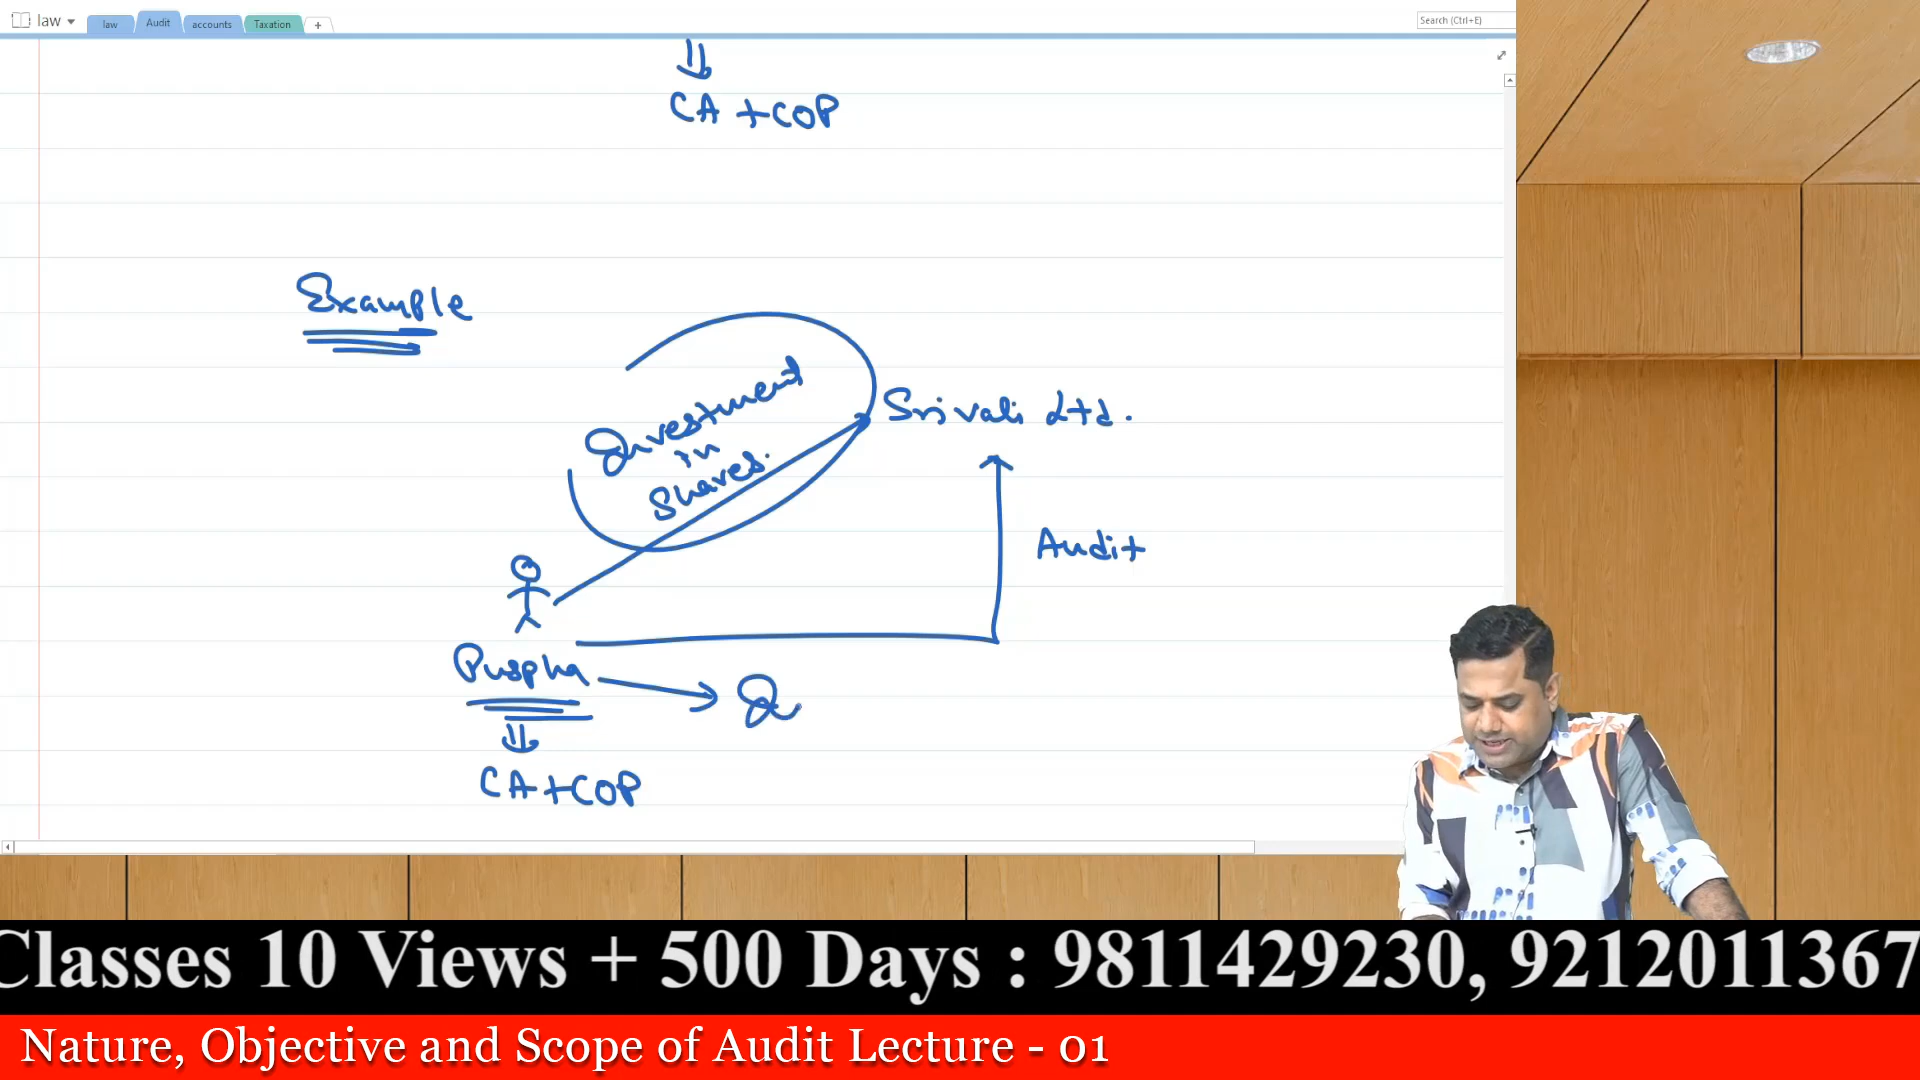 law
law Audit accounts Taxation +
Search (Ctrl+E)
CA + COP
Example
Investment
in
Shares.
Srivali Ltd.
Audit
Puspha
CA + COP
Classes 10 Views + 500 Days : 9811429230, 9212011367
Nature, Objective and Scope of Audit Lecture - 01